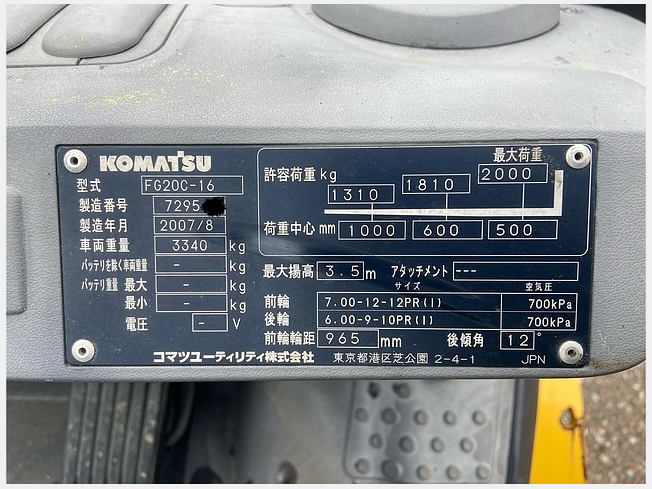 KOMATSU
型式 FG20C-16
製造番号 7295
製造年月 2007/8
車両重量 3340 kg
バッテリを除く車両重量 - kg
バッテリ重量 最大 - kg
最小 - kg
電圧 - V
最大荷重
許容荷重 kg 1310 1810 2000
荷重中心 mm 1000 600 500
最大揚高 3.5 m アタッチメント ---
サイズ 空気圧
前輪 7.00-12-12PR(I) 700kPa
後輪 6.00-9-10PR(I) 700kPa
前輪輪距 965 mm 後傾角 12°
コマツユーティリティ株式会社 東京都港区芝公園 2-4-1 JPN